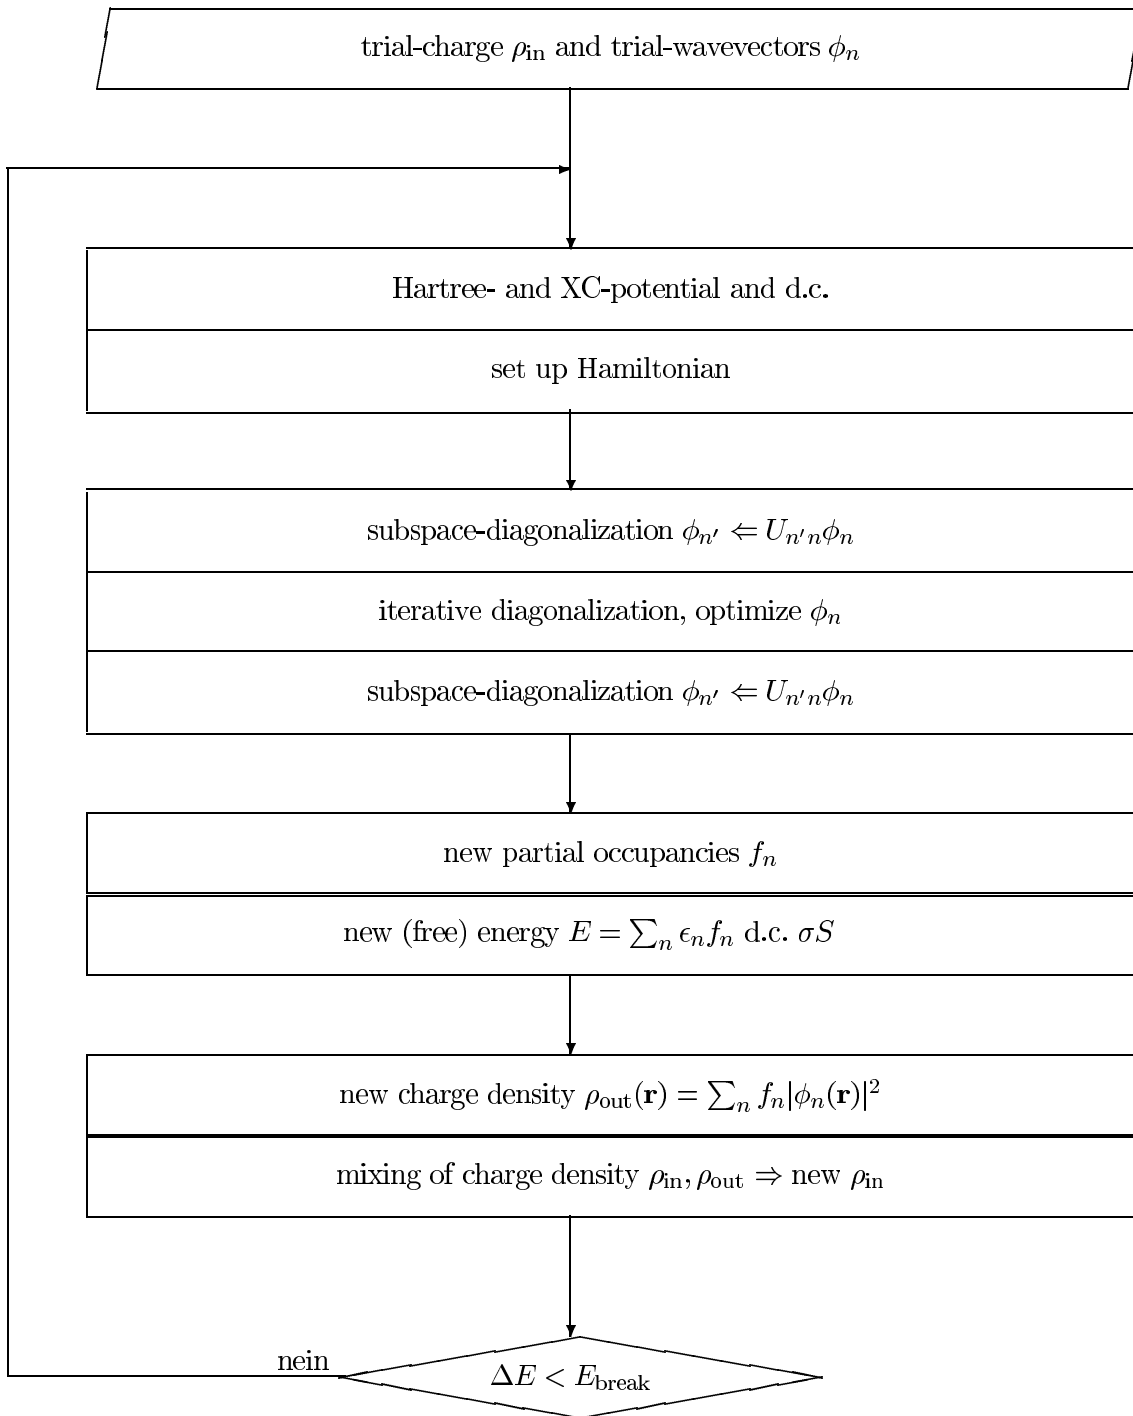 trial-charge ρ_in and trial-wavevectors ϕ_n
Hartree- and XC-potential and d.c.
set up Hamiltonian
subspace-diagonalization ϕ_n′ ⇐ U_n′n ϕ_n
iterative diagonalization, optimize ϕ_n
subspace-diagonalization ϕ_n′ ⇐ U_n′n ϕ_n
new partial occupancies f_n
new (free) energy E = ∑_n ϵ_n f_n d.c. σS
new charge density ρ_out(r) = ∑_n f_n|ϕ_n(r)|²
mixing of charge density ρ_in, ρ_out ⇒ new ρ_in
nein
ΔE < E_break